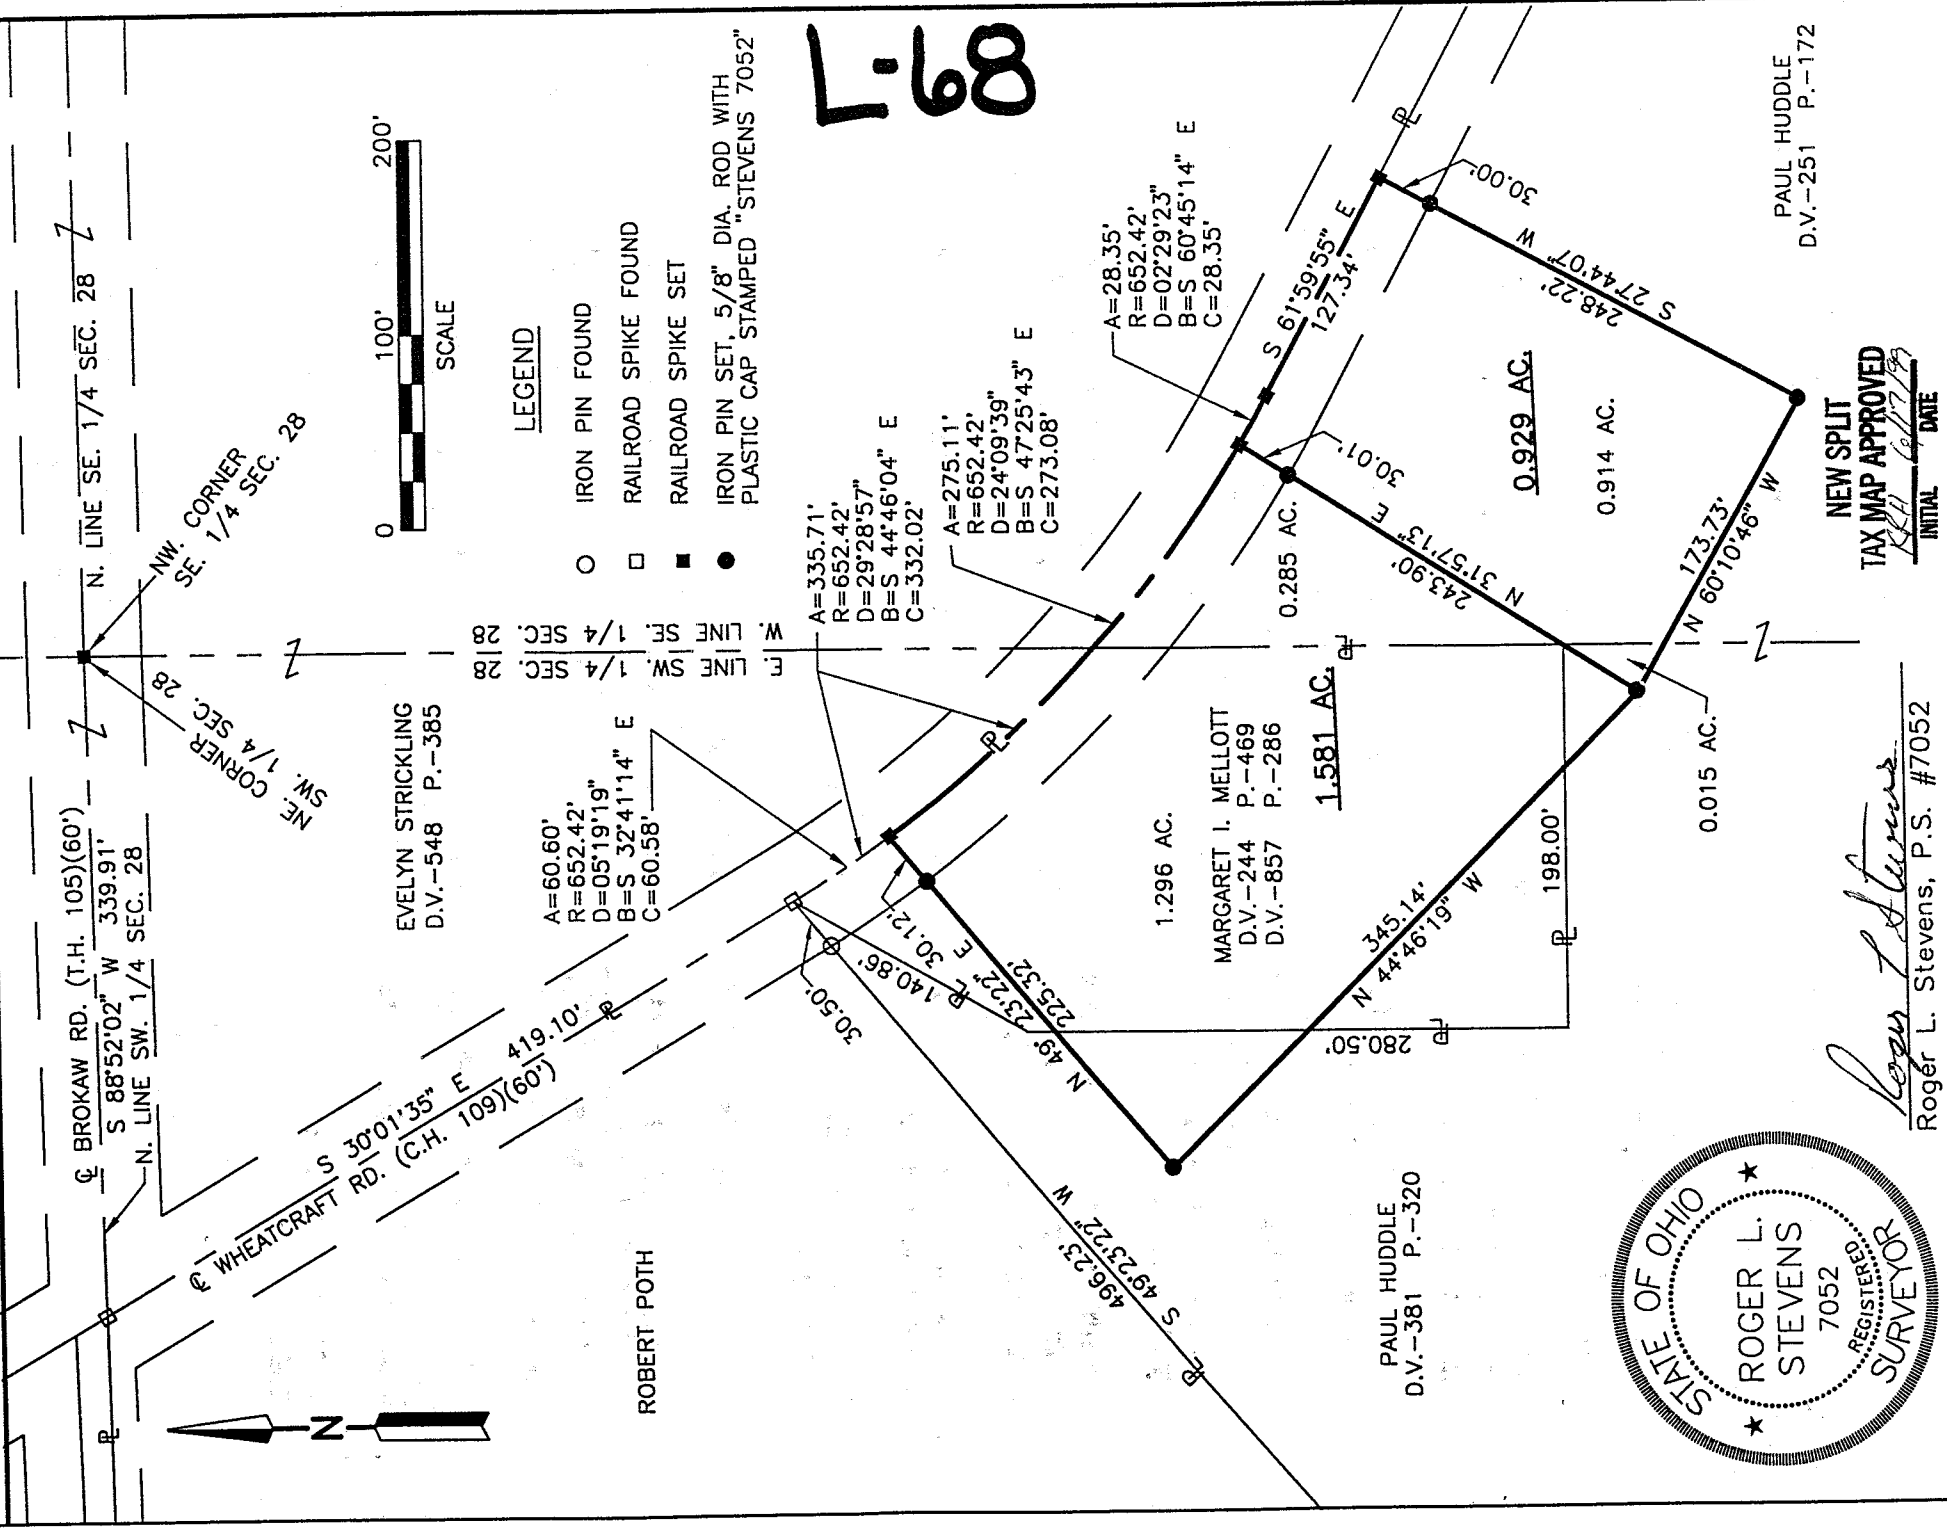 L-68
℄ BROKAW RD. (T.H. 105)(60')
S 88°52'02" W 339.91'
N. LINE SW. 1/4 SEC. 28
N. LINE SE. 1/4 SEC. 28
NW. CORNER
SE. 1/4 SEC. 28
NE. CORNER
SW. 1/4 SEC. 28
0 100' 200'
SCALE
LEGEND
IRON PIN FOUND
RAILROAD SPIKE FOUND
RAILROAD SPIKE SET
IRON PIN SET, 5/8" DIA. ROD WITH
PLASTIC CAP STAMPED "STEVENS 7052"
W. LINE SE. 1/4 SEC. 28
E. LINE SW. 1/4 SEC. 28
EVELYN STRICKLING
D.V.-548 P.-385
S 30°01'35" E 419.10'
℄ WHEATCRAFT RD. (C.H. 109)(60')
N
ROBERT POTH
A=60.60'
R=652.42'
D=05°19'19"
B=S 32°41'14" E
C=60.58'
A=335.71'
R=652.42'
D=29°28'57"
B=S 44°46'04" E
C=332.02'
A=275.11'
R=652.42'
D=24°09'39"
B=S 47°25'43" E
C=273.08'
A=28.35'
R=652.42'
D=02°29'23"
B=S 60°45'14" E
C=28.35'
S 61°59'55" E
127.34'
30.00'
S 27°44'07" W
248.22'
PAUL HUDDLE
D.V.-251 P.-172
30.01'
N 31°57'13" E
243.90'
0.285 AC.
0.929 AC.
0.914 AC.
173.73'
N 60°10'46" W
0.015 AC.
30.50'
140.86'
30.12'
N 49°23'22" E
225.32'
1.296 AC.
MARGARET I. MELLOTT
D.V.-244 P.-469
D.V.-857 P.-286
1.581 AC.
345.14'
N 44°46'19" W
198.00'
280.50'
496.23'
S 49°23'22" W
PAUL HUDDLE
D.V.-381 P.-320
NEW SPLIT
TAX MAP APPROVED
INITIAL DATE
Roger L Stevens
Roger L. Stevens, P.S. #7052
STATE OF OHIO
ROGER L.
STEVENS
7052
REGISTERED
SURVEYOR